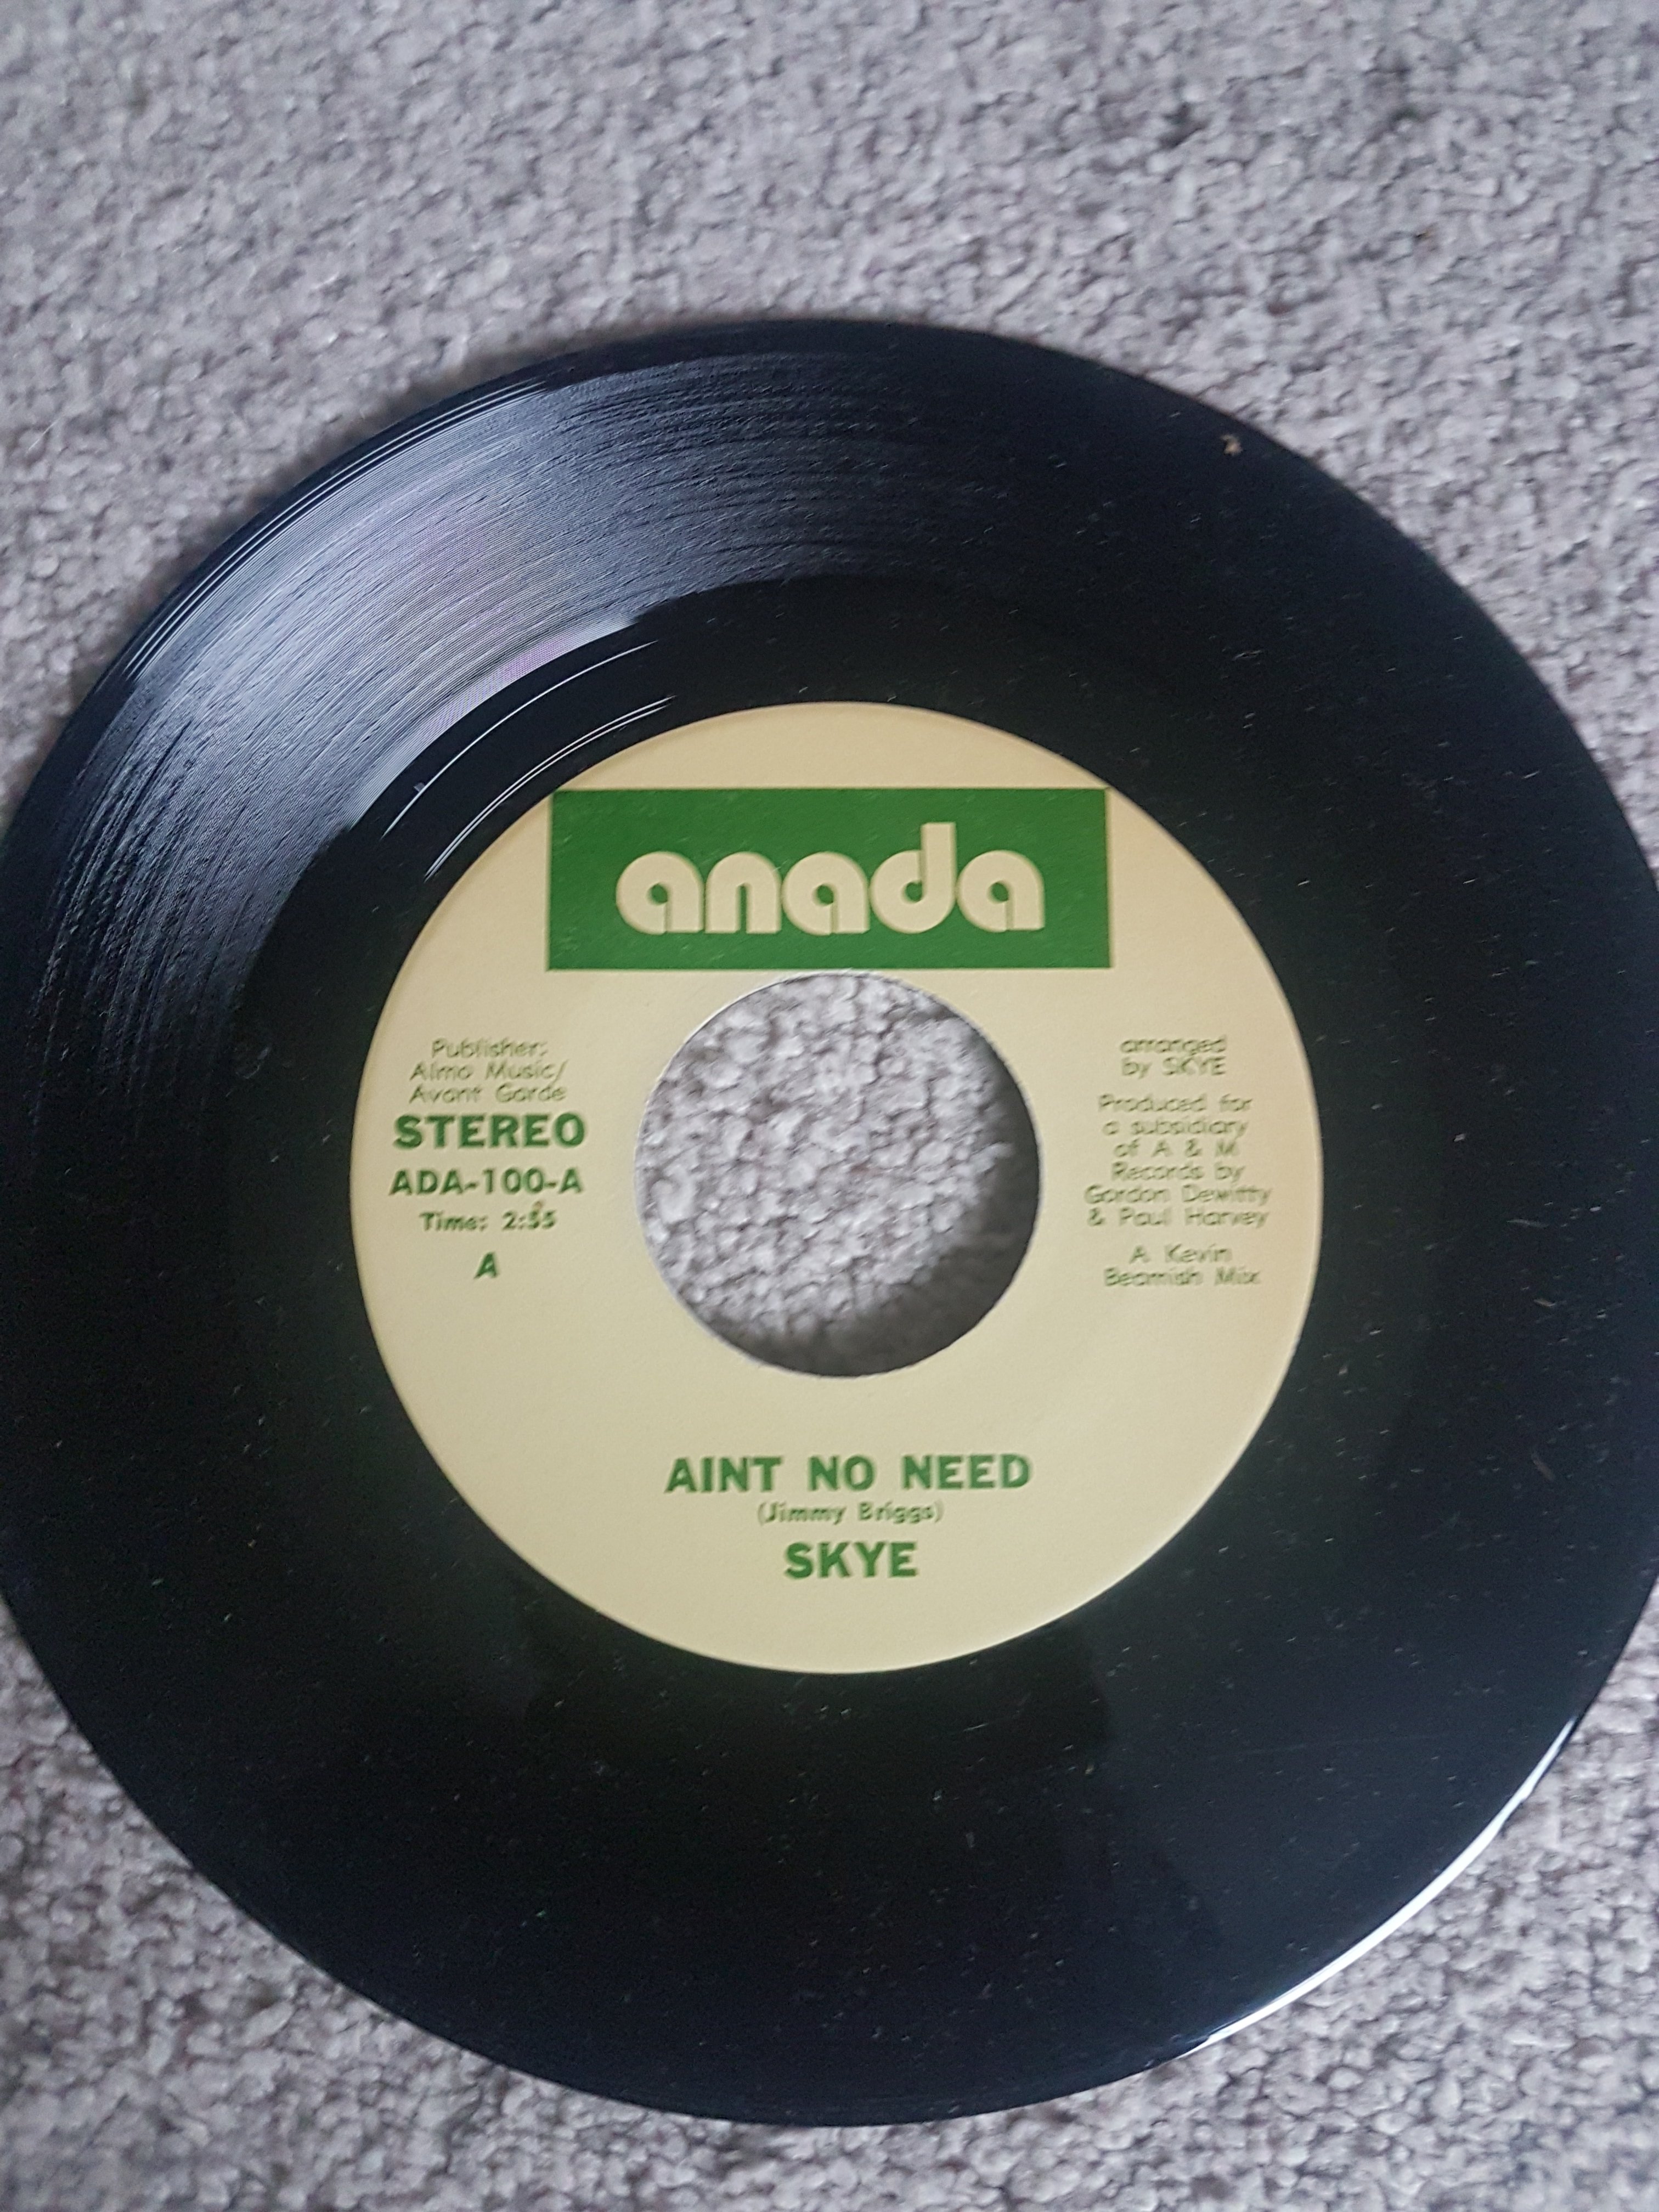 anada
Publisher:
Almo Music/
Avant Garde
STEREO
ADA-100-A
Time: 2:55
A
arranged
by SKYE
Produced for
a subsidiary
of A & M
Records by
Gordon Dewitty
& Paul Harvey
A Kevin
Beamish Mix
AINT NO NEED
(Jimmy Briggs)
SKYE